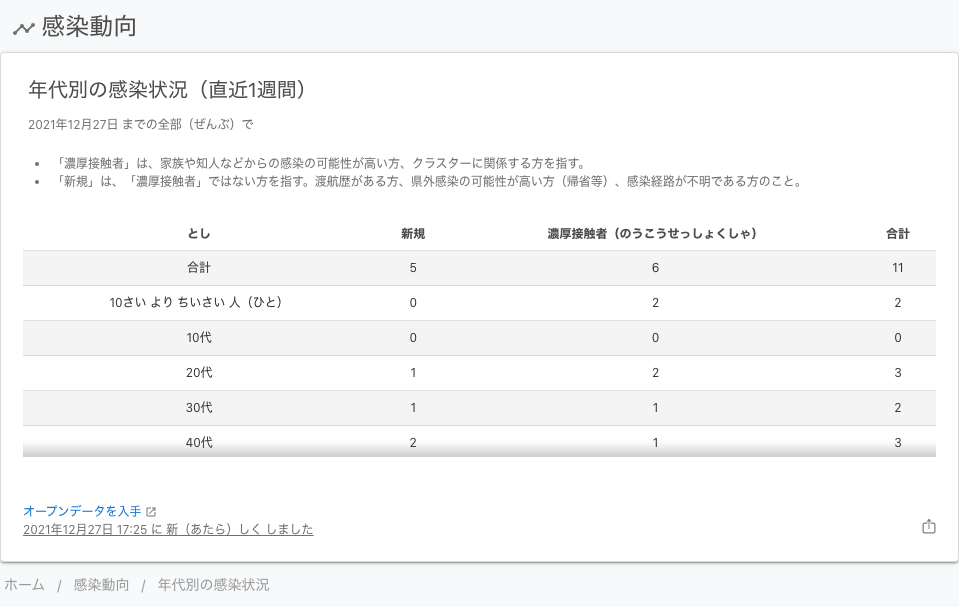 感染動向
年代別の感染状況（直近1週間）
2021年12月27日 までの全部（ぜんぶ）で
• 「濃厚接触者」は、家族や知人などからの感染の可能性が高い方、クラスターに関係する方を指す。
• 「新規」は、「濃厚接触者」ではない方を指す。渡航歴がある方、県外感染の可能性が高い方（帰省等）、感染経路が不明である方のこと。
とし 新規 濃厚接触者（のうこうせっしょくしゃ） 合計
合計 5 6 11
10さい より ちいさい 人（ひと） 0 2 2
10代 0 0 0
20代 1 2 3
30代 1 1 2
40代 2 1 3
オープンデータを入手
2021年12月27日 17:25 に 新（あたら）しく しました
ホーム / 感染動向 / 年代別の感染状況